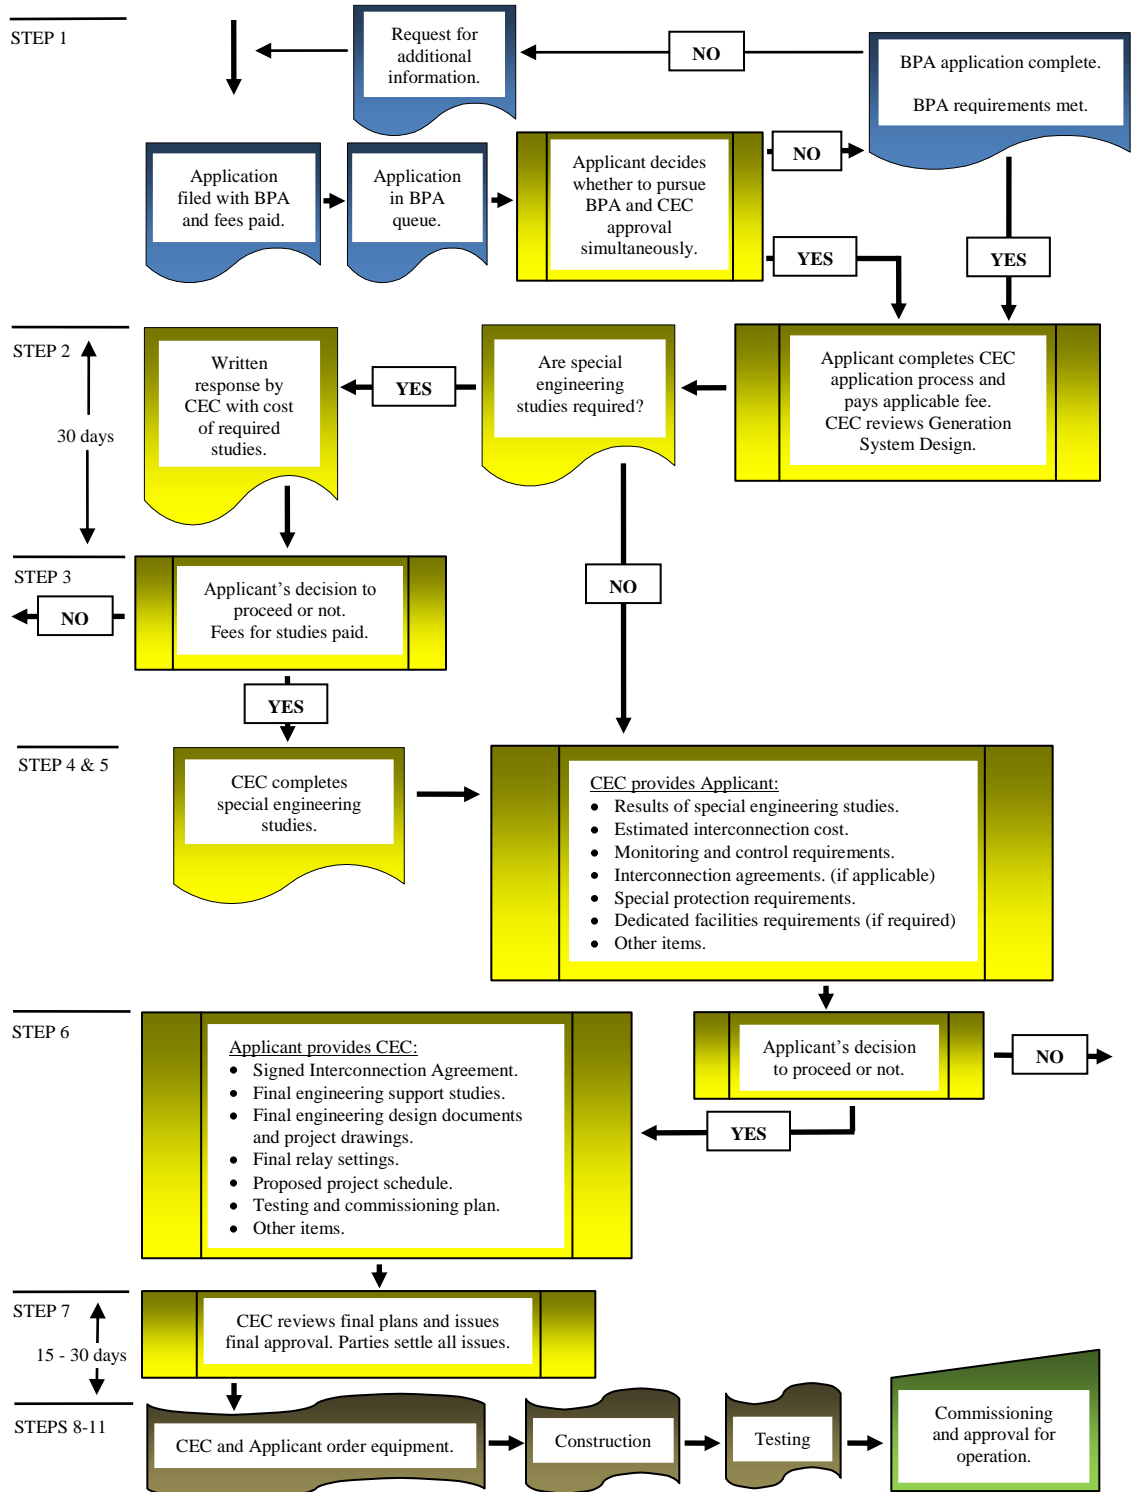 STEP 1
Request for
additional
information.
NO
BPA application complete.
BPA requirements met.
Application
filed with BPA
and fees paid.
Application
in BPA
queue.
Applicant decides
whether to pursue
BPA and CEC
approval
simultaneously.
NO
YES
YES
STEP 2
30 days
Written
response by
CEC with cost
of required
studies.
YES
Are special
engineering
studies required?
Applicant completes CEC
application process and
pays applicable fee.
CEC reviews Generation
System Design.
STEP 3
NO
Applicant’s decision to
proceed or not.
Fees for studies paid.
NO
YES
STEP 4 & 5
CEC completes
special engineering
studies.
CEC provides Applicant:
• Results of special engineering studies.
• Estimated interconnection cost.
• Monitoring and control requirements.
• Interconnection agreements. (if applicable)
• Special protection requirements.
• Dedicated facilities requirements (if required)
• Other items.
STEP 6
Applicant provides CEC:
• Signed Interconnection Agreement.
• Final engineering support studies.
• Final engineering design documents
and project drawings.
• Final relay settings.
• Proposed project schedule.
• Testing and commissioning plan.
• Other items.
Applicant’s decision
to proceed or not.
NO
YES
STEP 7
15 - 30 days
CEC reviews final plans and issues
final approval. Parties settle all issues.
STEPS 8-11
CEC and Applicant order equipment.
Construction
Testing
Commissioning
and approval for
operation.